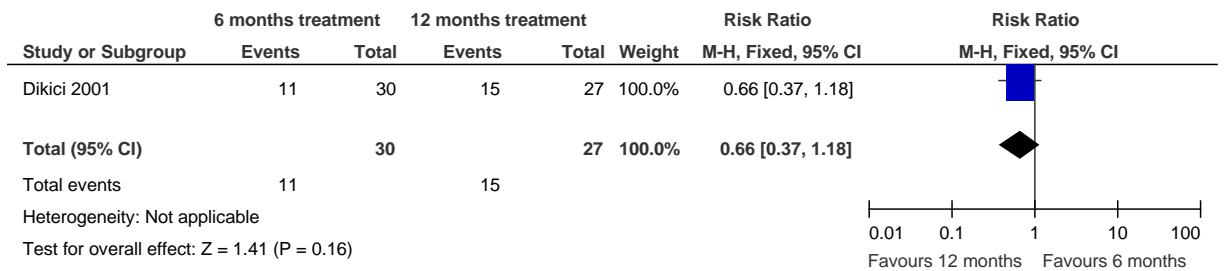 6 months treatment 12 months treatment Risk Ratio Risk Ratio
Study or Subgroup Events Total Events Total Weight M-H, Fixed, 95% CI M-H, Fixed, 95% CI
Dikici 2001 11 30 15 27 100.0% 0.66 [0.37, 1.18]
Total (95% CI) 30 27 100.0% 0.66 [0.37, 1.18]
Total events 11 15
Heterogeneity: Not applicable
Test for overall effect: Z = 1.41 (P = 0.16)
0.01 0.1 1 10 100
Favours 12 months Favours 6 months